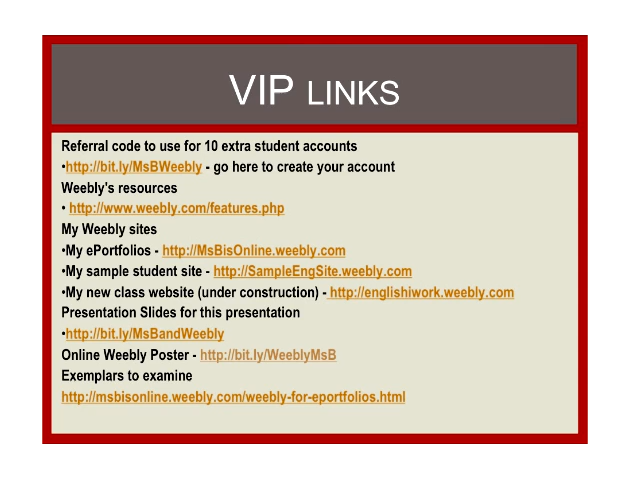 VIP LINKS
Referral code to use for 10 extra student accounts
•http://bit.ly/MsBWeebly - go here to create your account
Weebly's resources
• http://www.weebly.com/features.php
My Weebly sites
•My ePortfolios - http://MsBisOnline.weebly.com
•My sample student site - http://SampleEngSite.weebly.com
•My new class website (under construction) - http://englishiwork.weebly.com
Presentation Slides for this presentation
•http://bit.ly/MsBandWeebly
Online Weebly Poster - http://bit.ly/WeeblyMsB
Exemplars to examine
http://msbisonline.weebly.com/weebly-for-eportfolios.html